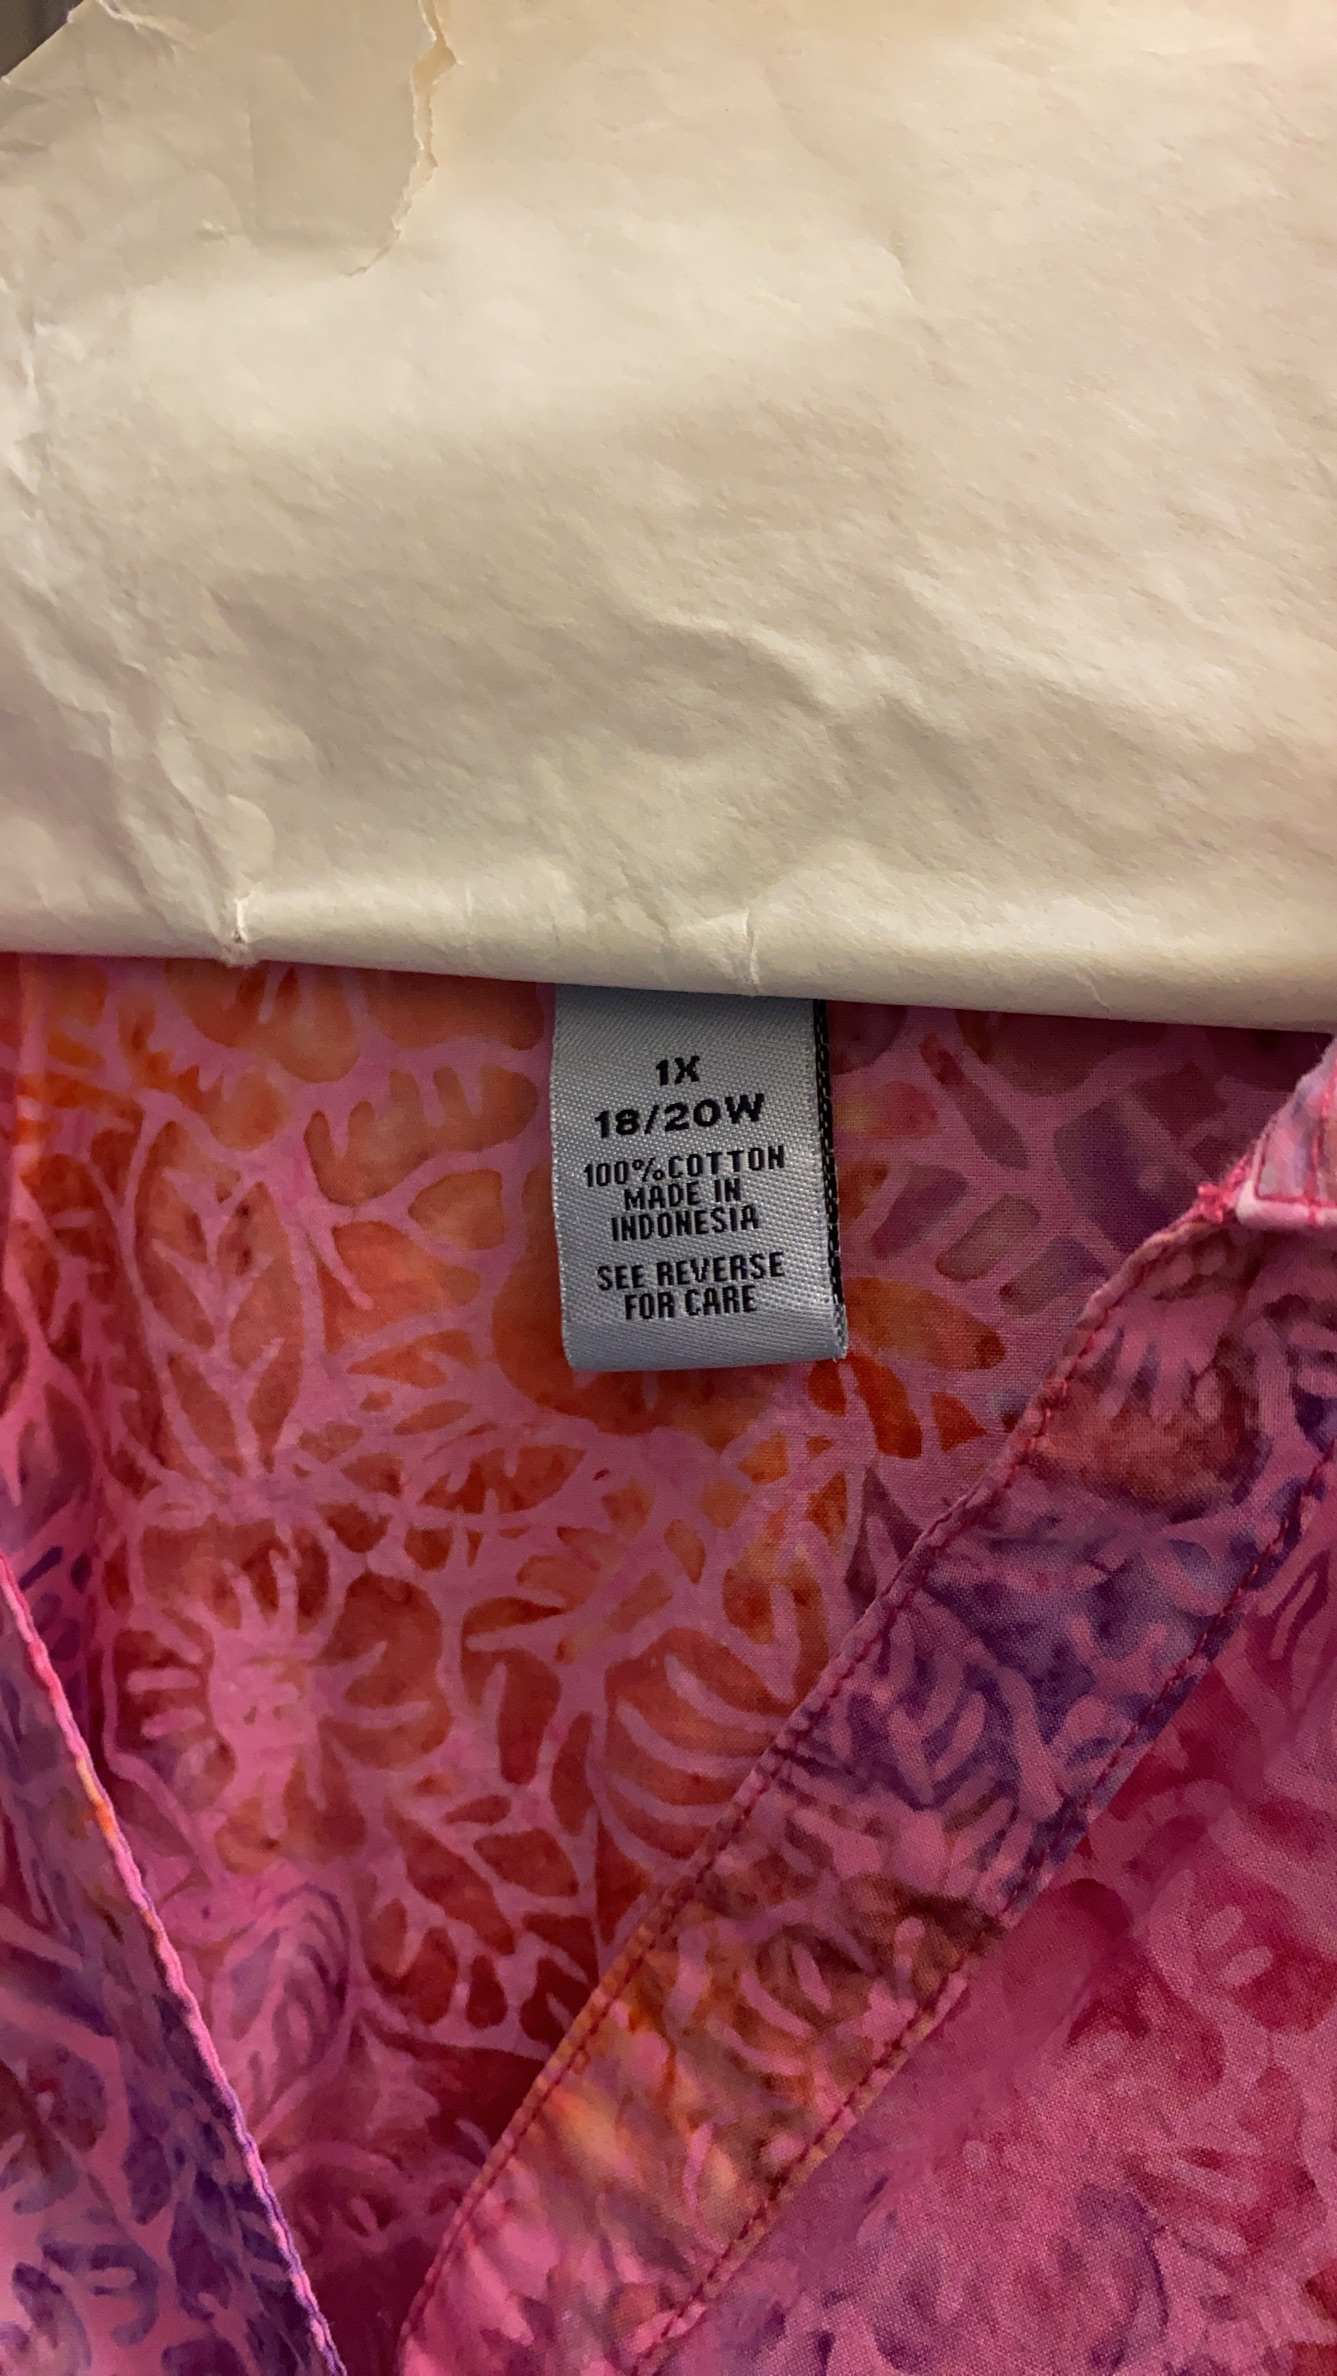 1X
18/20W
100%COTTON
MADE IN
INDONESIA
SEE REVERSE
FOR CARE